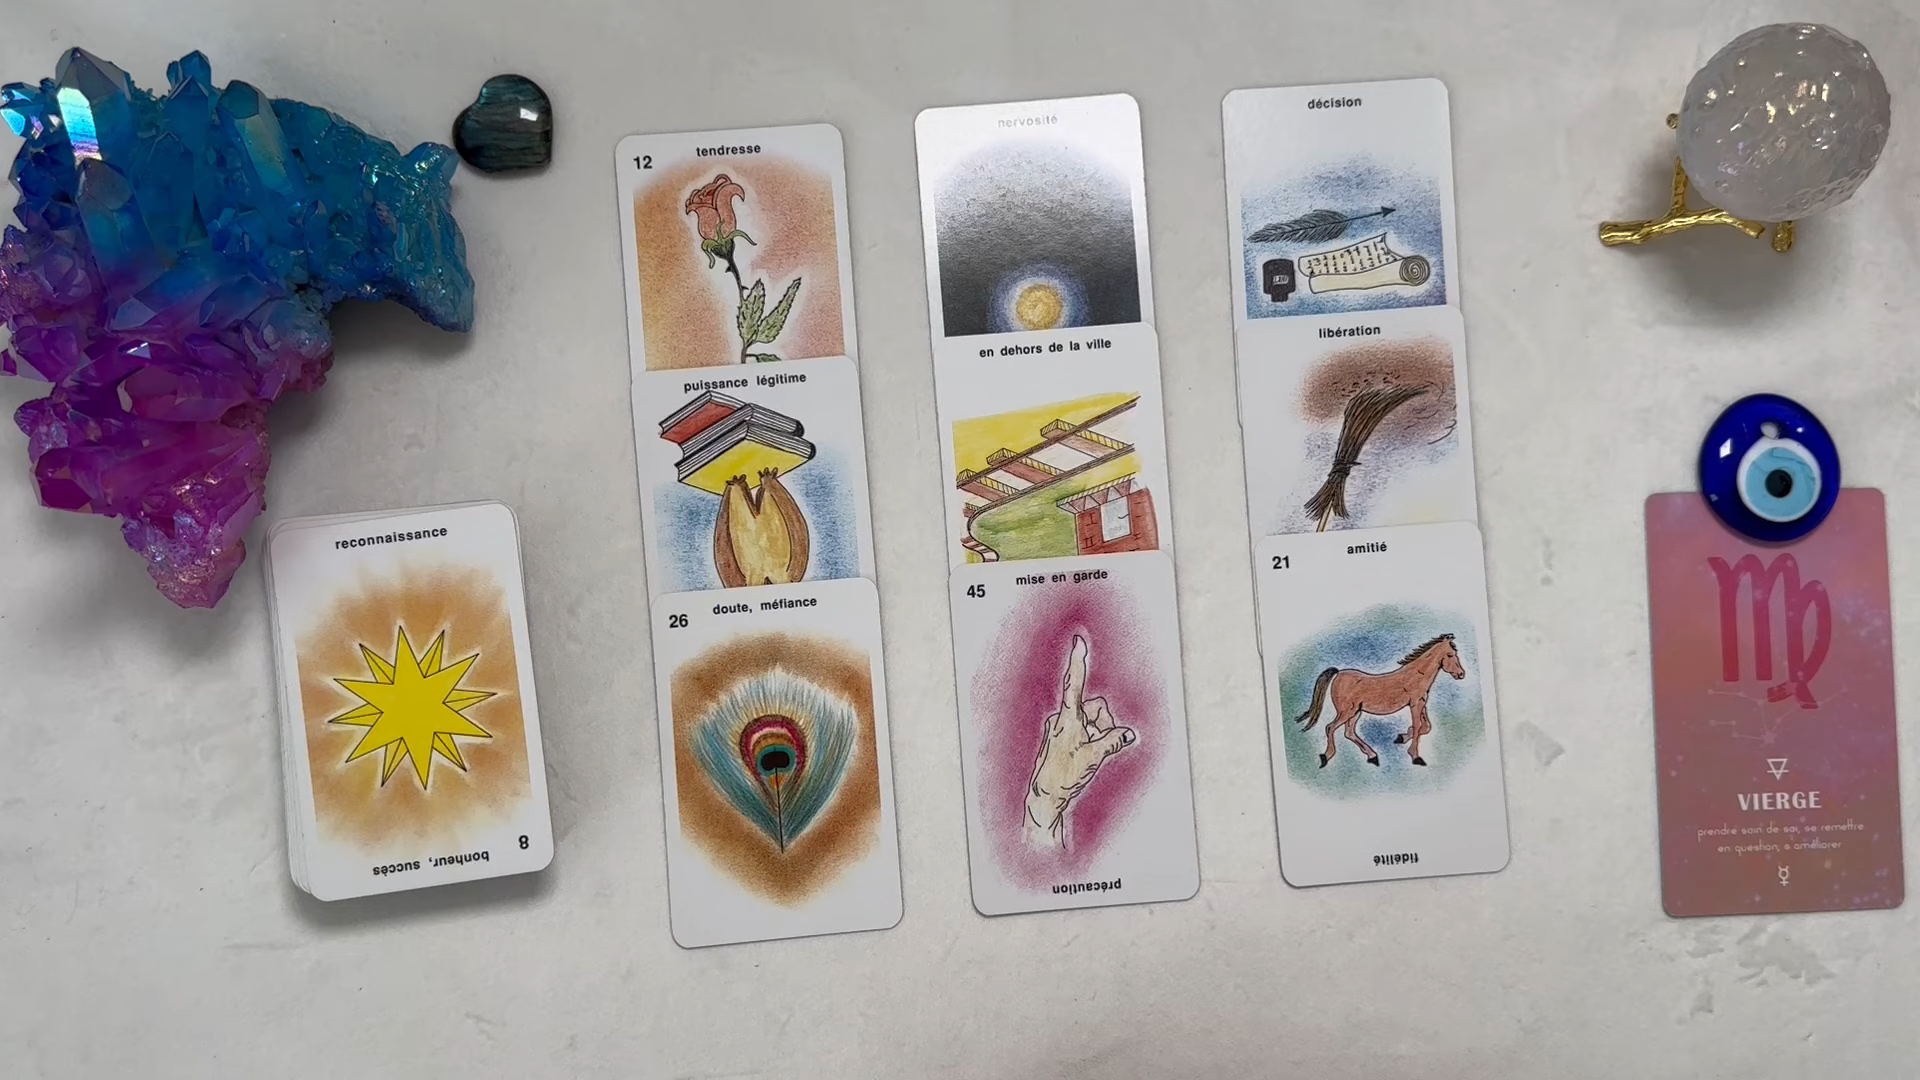 reconnaissance
bonheur, succès
8
12
tendresse
puissance légitime
26
doute, méfiance
nervosité
en dehors de la ville
45
mise en garde
précaution
décision
libération
21
amitié
fidélité
VIERGE
prendre soin de soi, se remettre
en question, s'améliorer